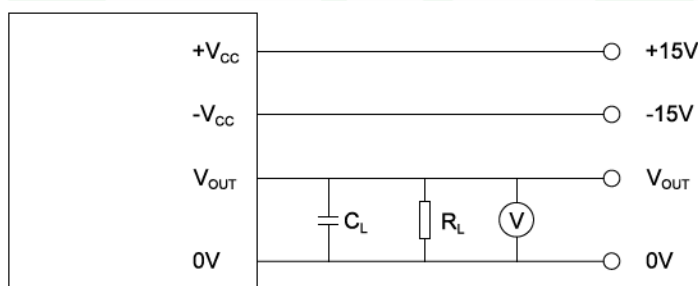 +VCC +15V
-VCC -15V
VOUT VOUT
CL RL V
0V 0V